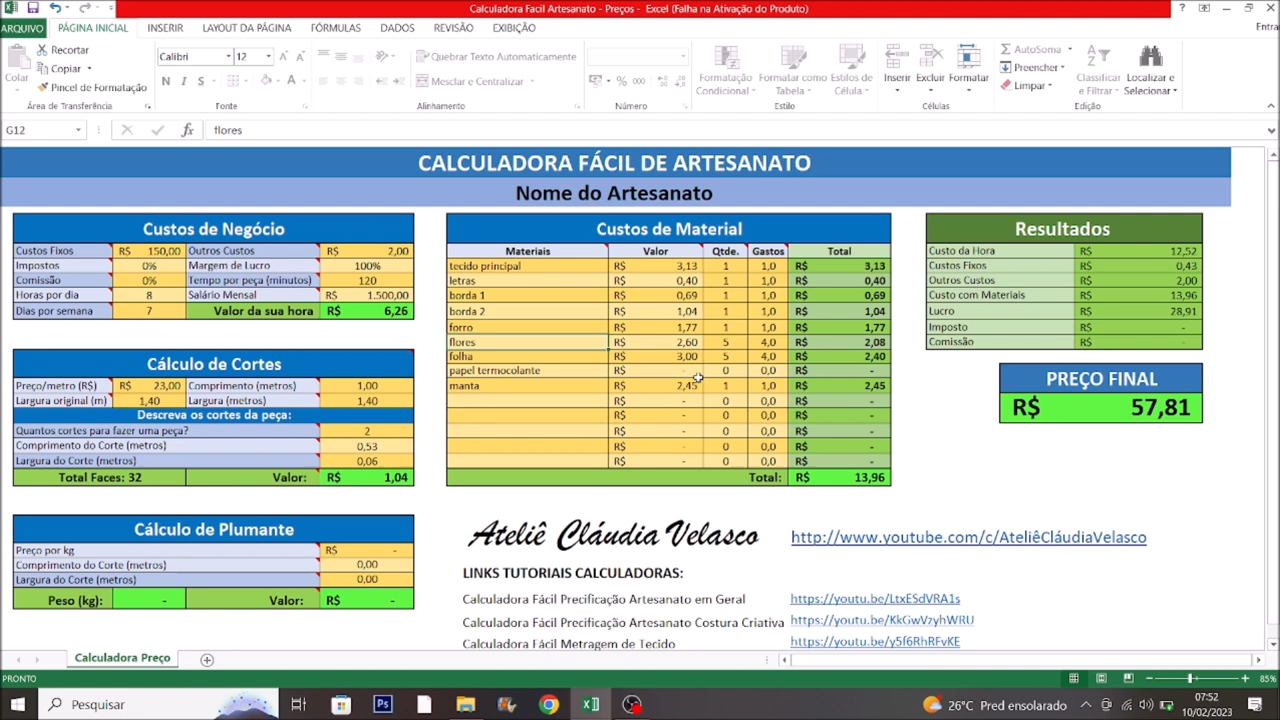 Calculadora Facil Artesanato - Preços - Excel (Falha na Ativação do Produto)
ARQUIVO PÁGINA INICIAL INSERIR LAYOUT DA PÁGINA FÓRMULAS DADOS REVISÃO EXIBIÇÃO Entra
Colar Recortar Copiar Pincel de Formatação
Calibri 12
N I S
Quebrar Texto Automaticamente
Mesclar e Centralizar
% 000
Formatação Condicional Formatar como Tabela Estilos de Célula
Inserir Excluir Formatar
AutoSoma Preencher Limpar
Classificar e Filtrar Localizar e Selecionar
Área de Transferência Fonte Alinhamento Número Estilo Células Edição
G12 fx flores
CALCULADORA FÁCIL DE ARTESANATO
Nome do Artesanato
Custos de Negócio
Custos Fixos R$ 150,00 Outros Custos R$ 2,00
Impostos 0% Margem de Lucro 100%
Comissão 0% Tempo por peça (minutos) 120
Horas por dia 8 Salário Mensal R$ 1.500,00
Dias por semana 7 Valor da sua hora R$ 6,26
Cálculo de Cortes
Preço/metro (R$) R$ 23,00 Comprimento (metros) 1,00
Largura original (m) 1,40 Largura (metros) 1,40
Descreva os cortes da peça:
Quantos cortes para fazer uma peça? 2
Comprimento do Corte (metros) 0,53
Largura do Corte (metros) 0,06
Total Faces: 32 Valor: R$ 1,04
Cálculo de Plumante
Preço por kg R$ -
Comprimento do Corte (metros) 0,00
Largura do Corte (metros) 0,00
Peso (kg): - Valor: R$ -
Custos de Material
Materiais Valor Qtde. Gastos Total
tecido principal R$ 3,13 1 1,0 R$ 3,13
letras R$ 0,40 1 1,0 R$ 0,40
borda 1 R$ 0,69 1 1,0 R$ 0,69
borda 2 R$ 1,04 1 1,0 R$ 1,04
forro R$ 1,77 1 1,0 R$ 1,77
flores R$ 2,60 5 4,0 R$ 2,08
folha R$ 3,00 5 4,0 R$ 2,40
papel termocolante R$ - 0 0,0 R$ -
manta R$ 2,45 1 1,0 R$ 2,45
R$ - 0 0,0 R$ -
R$ - 0 0,0 R$ -
R$ - 0 0,0 R$ -
R$ - 0 0,0 R$ -
R$ - 0 0,0 R$ -
Total: R$ 13,96
Resultados
Custo da Hora R$ 12,52
Custos Fixos R$ 0,43
Outros Custos R$ 2,00
Custo com Materiais R$ 13,96
Lucro R$ 28,91
Imposto R$ -
Comissão R$ -
PREÇO FINAL
R$ 57,81
Ateliê Cláudia Velasco http://www.youtube.com/c/AteliêCláudiaVelasco
LINKS TUTORIAIS CALCULADORAS:
Calculadora Fácil Precificação Artesanato em Geral https://youtu.be/LtxESdVRA1s
Calculadora Fácil Precificação Artesanato Costura Criativa https://youtu.be/KkGwVzyhWRU
Calculadora Fácil Metragem de Tecido https://youtu.be/y5f6RhRFvKE
Calculadora Preço
PRONTO 85%
Pesquisar
26°C Pred ensolarado
07:52
10/02/2023